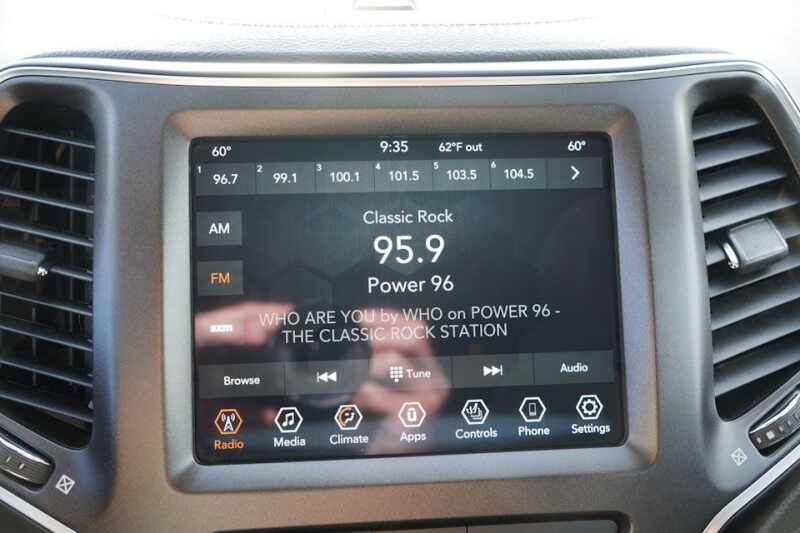 60° 9:35 62°F out 60°
1 96.7 2 99.1 3 100.1 4 101.5 5 103.5 6 104.5
Classic Rock
AM
95.9
FM
Power 96
WHO ARE YOU by WHO on POWER 96 -
sxm
THE CLASSIC ROCK STATION
Browse Tune Audio
Radio Media Climate Apps Controls Phone Settings